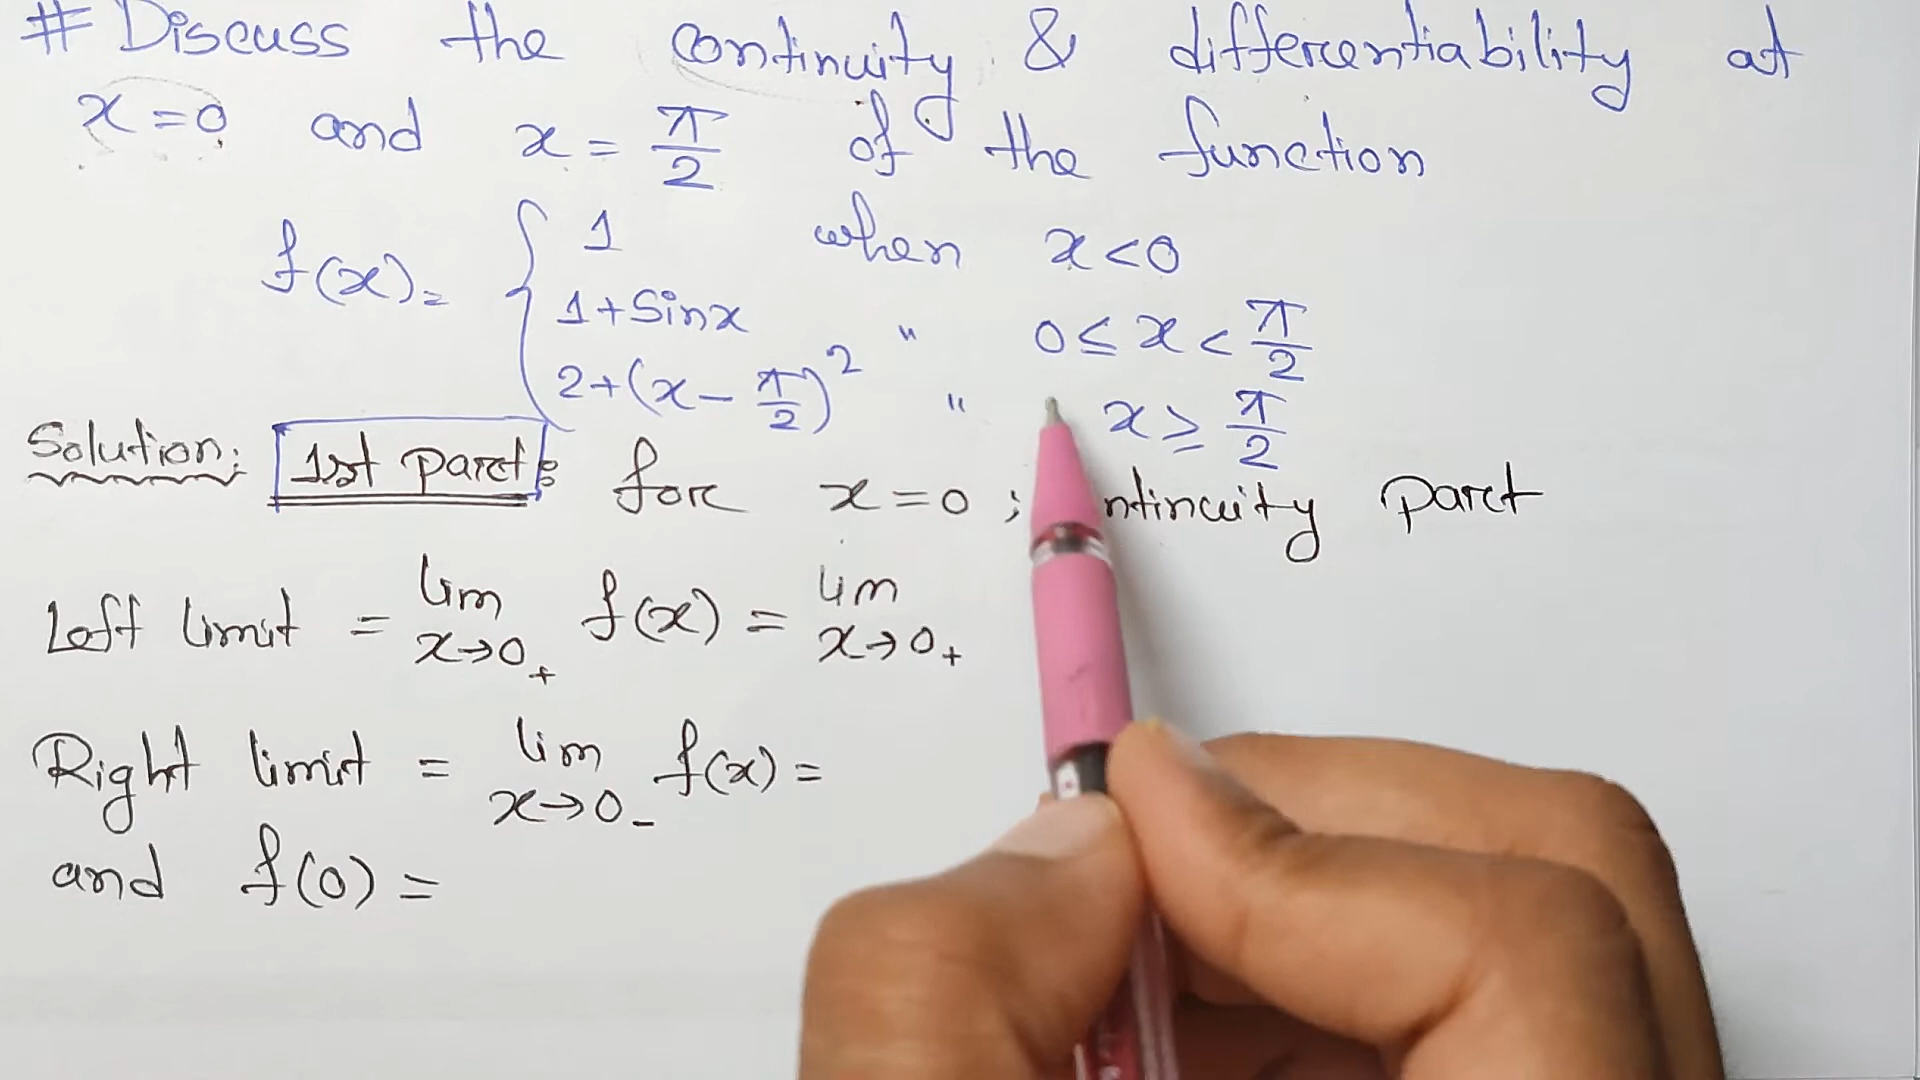 # Discuss the continuity & differentiability at
x=0 and x = π/2 of the function
f(x) = { 1 when x<0
1+Sinx " 0≤x<π/2
2+(x-π/2)² " x≥π/2
Solution: 1st part: for x=0 ; part
Left limit = lim x→0+ f(x) = lim x→0+
Right limit = lim x→0- f(x) =
and f(0) =